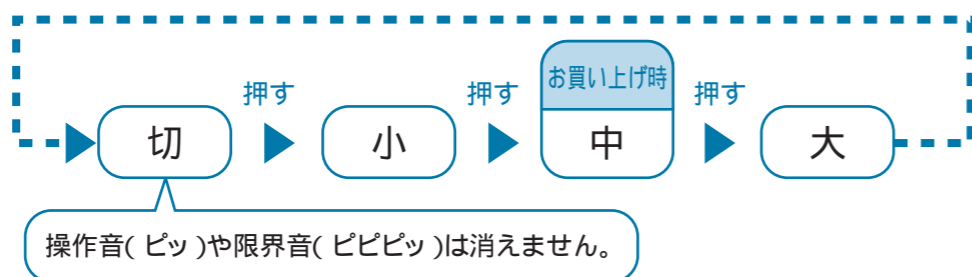 お買い上げ時
押す 押す 押す
切 小 中 大
操作音( ピッ )や限界音( ピピピッ )は消えません。